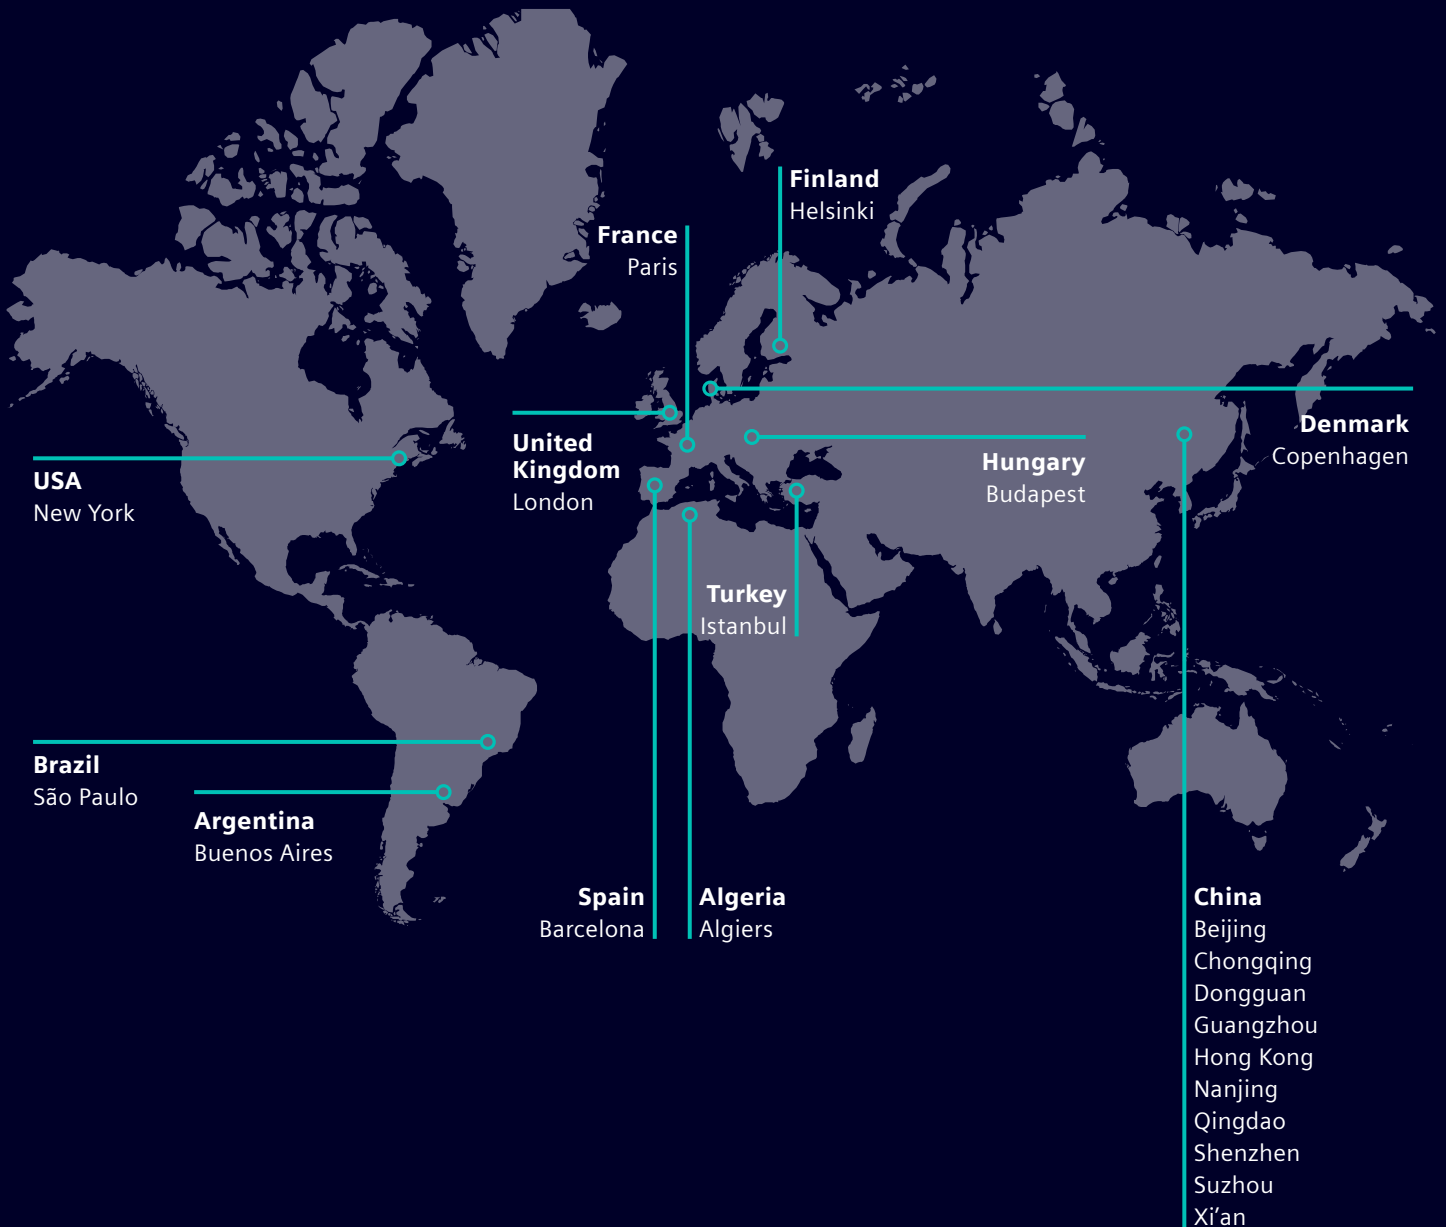 Finland
Helsinki
France
Paris
Denmark
Copenhagen
United
Kingdom
London
Hungary
Budapest
USA
New York
Turkey
Istanbul
Brazil
São Paulo
Argentina
Buenos Aires
Spain
Barcelona
Algeria
Algiers
China
Beijing
Chongqing
Dongguan
Guangzhou
Hong Kong
Nanjing
Qingdao
Shenzhen
Suzhou
Xi’an